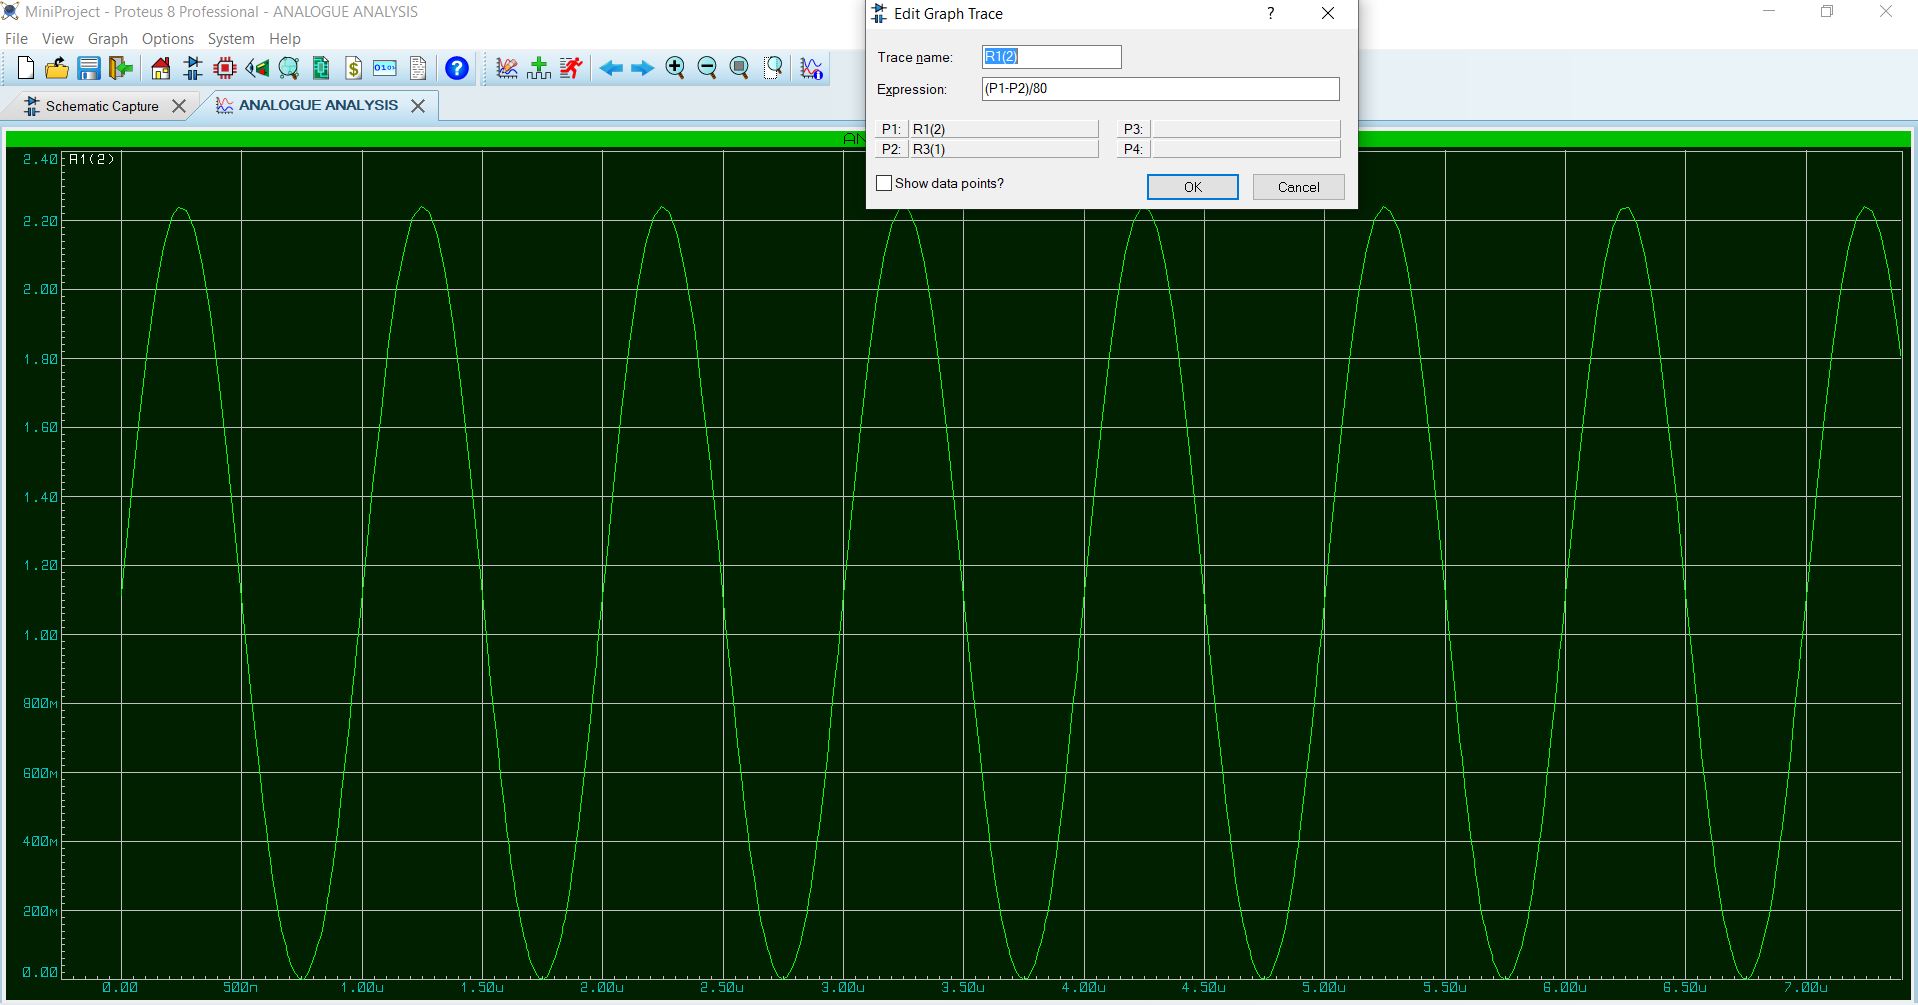 MiniProject - Proteus 8 Professional - ANALOGUE ANALYSIS
File View Graph Options System Help
Schematic Capture
ANALOGUE ANALYSIS
Edit Graph Trace
?
Trace name: R1(2)
Expression: (P1-P2)/80
P1: R1(2) P3:
P2: R3(1) P4:
Show data points?
OK Cancel
AN
R1(2)
2.40
2.20
2.00
1.80
1.60
1.40
1.20
1.00
800m
600m
400m
200m
0.00
0.00 500n 1.00u 1.50u 2.00u 2.50u 3.00u 3.50u 4.00u 4.50u 5.00u 5.50u 6.00u 6.50u 7.00u